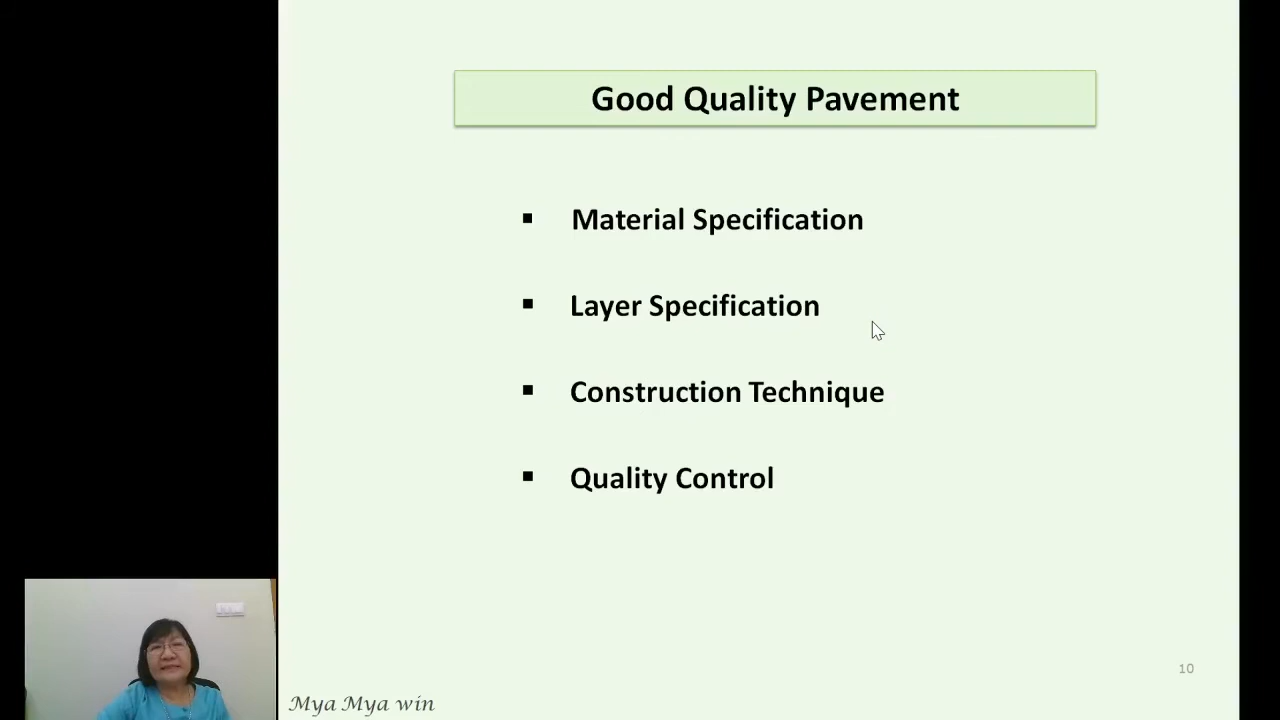 Good Quality Pavement
▪ Material Specification
▪ Layer Specification
▪ Construction Technique
▪ Quality Control
10
Mya Mya win